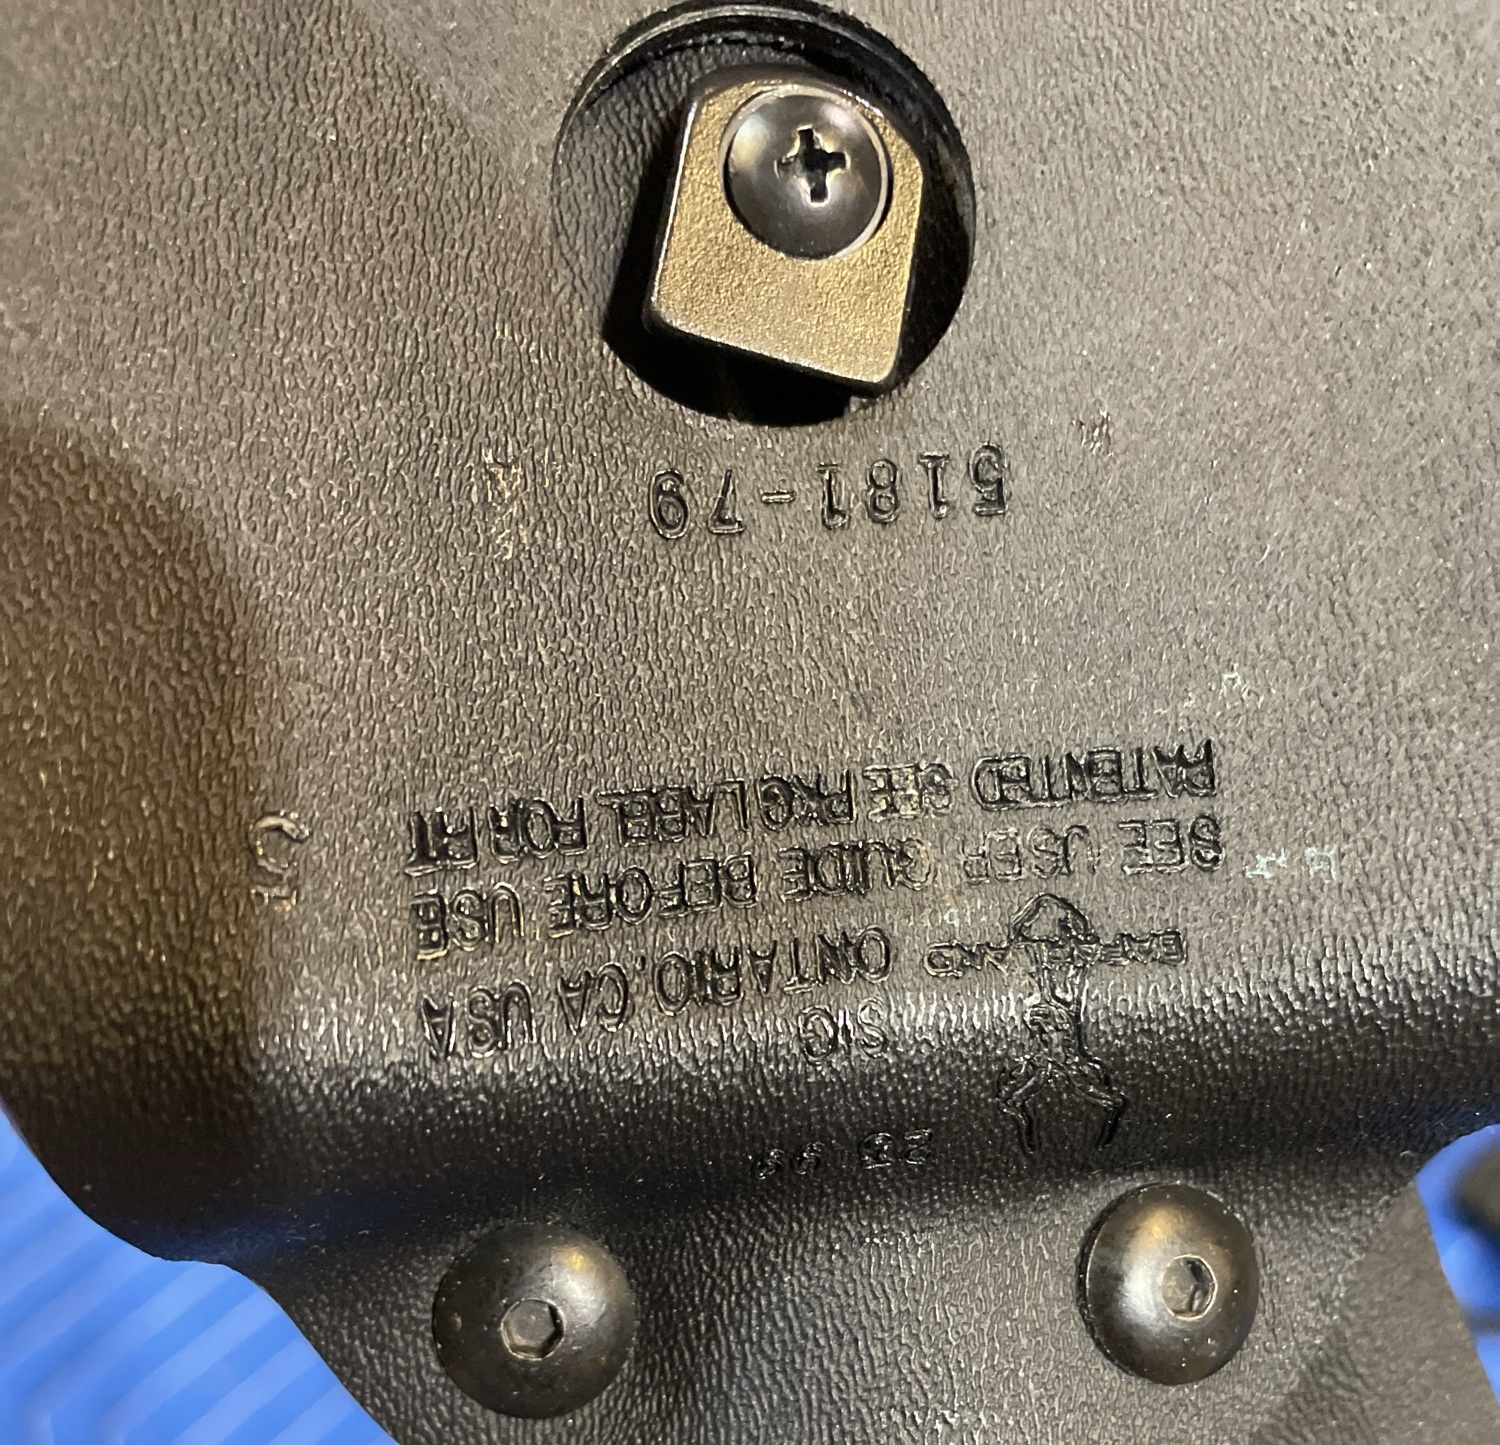 SIG
SAFARILAND ONTARIO, CA USA
SEE USER GUIDE BEFORE USE
PATENTED SEE PKG LABEL FOR FIT
5181-79